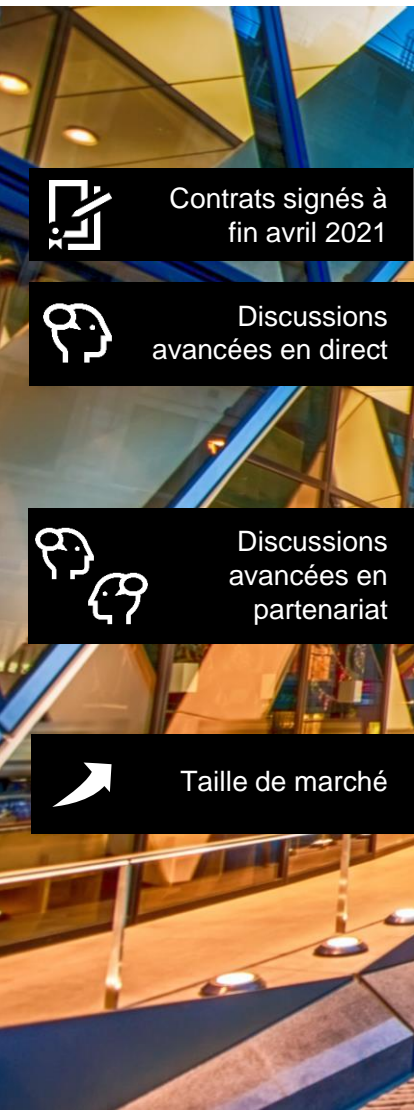 Contrats signés à
fin avril 2021
Discussions
avancées en direct
Discussions
avancées en
partenariat
Taille de marché